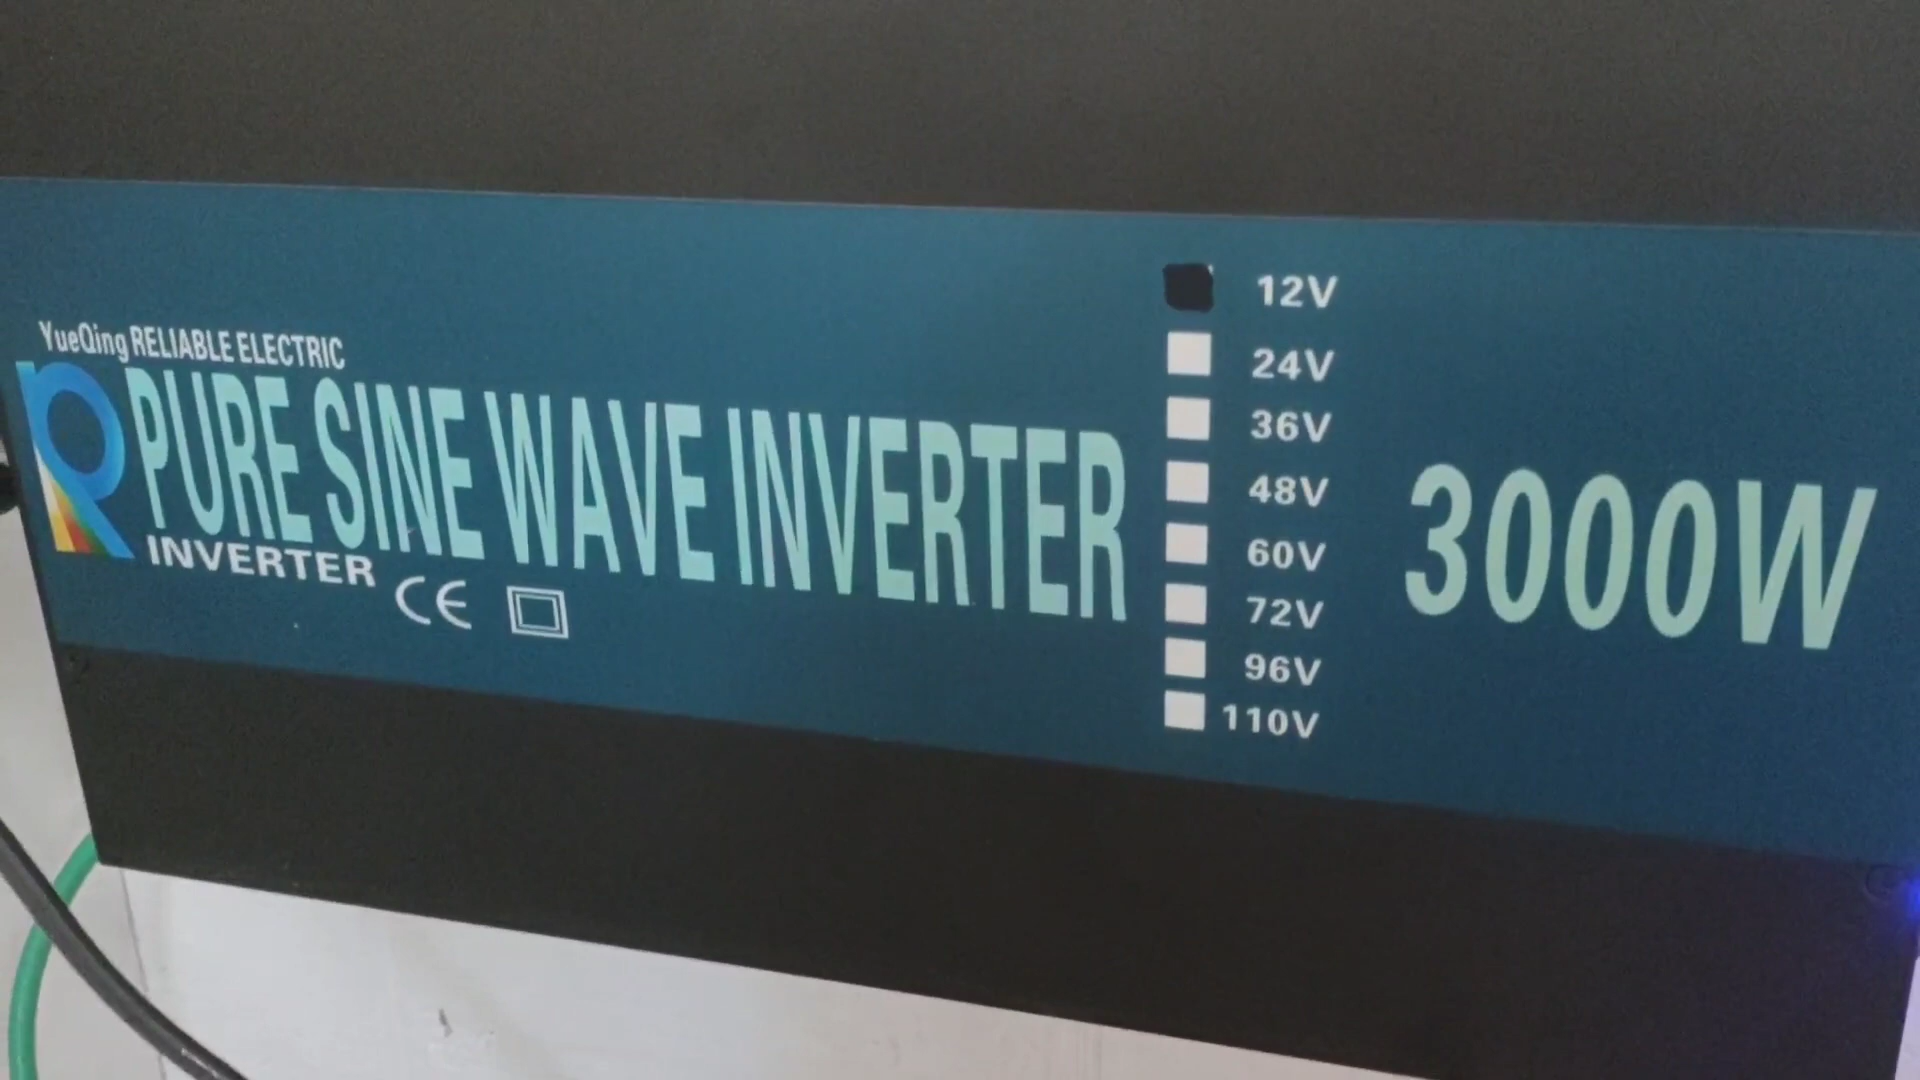 YueQing RELIABLE ELECTRIC
PURE SINE WAVE INVERTER
INVERTER
CE
12V
24V
36V
48V
60V
72V
96V
110V
3000W